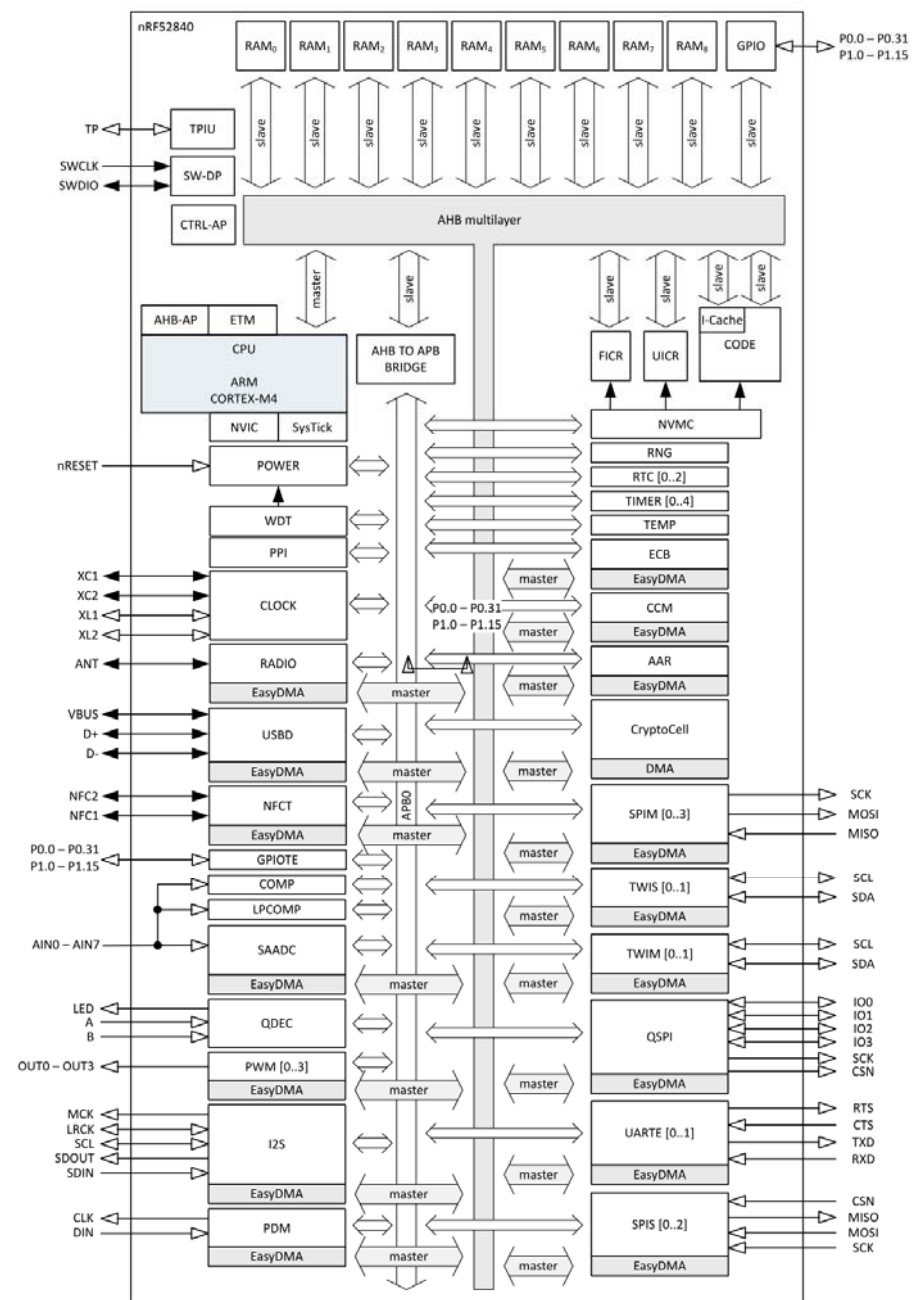 nRF52840
RAM0 RAM1 RAM2 RAM3 RAM4 RAM5 RAM6 RAM7 RAM8 GPIO
P0.0 – P0.31
P1.0 – P1.15
slave slave slave slave slave slave slave slave slave slave
TP TPIU
SWCLK
SWDIO
SW-DP
CTRL-AP
AHB multilayer
master slave slave slave slave slave
AHB-AP ETM
CPU
ARM
CORTEX-M4
NVIC SysTick
AHB TO APB
BRIDGE
FICR UICR
I-Cache
CODE
NVMC
nRESET POWER
WDT
PPI
XC1
XC2
XL1
XL2
CLOCK
ANT RADIO
EasyDMA master
VBUS
D+
D-
USBD
EasyDMA master
NFC2
NFC1
NFCT
EasyDMA master
P0.0 – P0.31
P1.0 – P1.15
GPIOTE
COMP
LPCOMP
AIN0 – AIN7 SAADC
EasyDMA master
LED
A
B
QDEC
OUT0 – OUT3 PWM [0..3]
EasyDMA master
MCK
LRCK
SCL
SDOUT
SDIN
I2S
EasyDMA master
CLK
DIN
PDM
EasyDMA master
APB0
P0.0 – P0.31
P1.0 – P1.15
RNG
RTC [0..2]
TIMER [0..4]
TEMP
ECB
master EasyDMA
CCM
master EasyDMA
AAR
master EasyDMA
CryptoCell
master DMA
SPIM [0..3]
SCK
MOSI
MISO
master EasyDMA
TWIS [0..1]
SCL
SDA
master EasyDMA
TWIM [0..1]
SCL
SDA
master EasyDMA
QSPI
IO0
IO1
IO2
IO3
SCK
CSN
master EasyDMA
UARTE [0..1]
RTS
CTS
TXD
RXD
master EasyDMA
SPIS [0..2]
CSN
MISO
MOSI
SCK
master EasyDMA